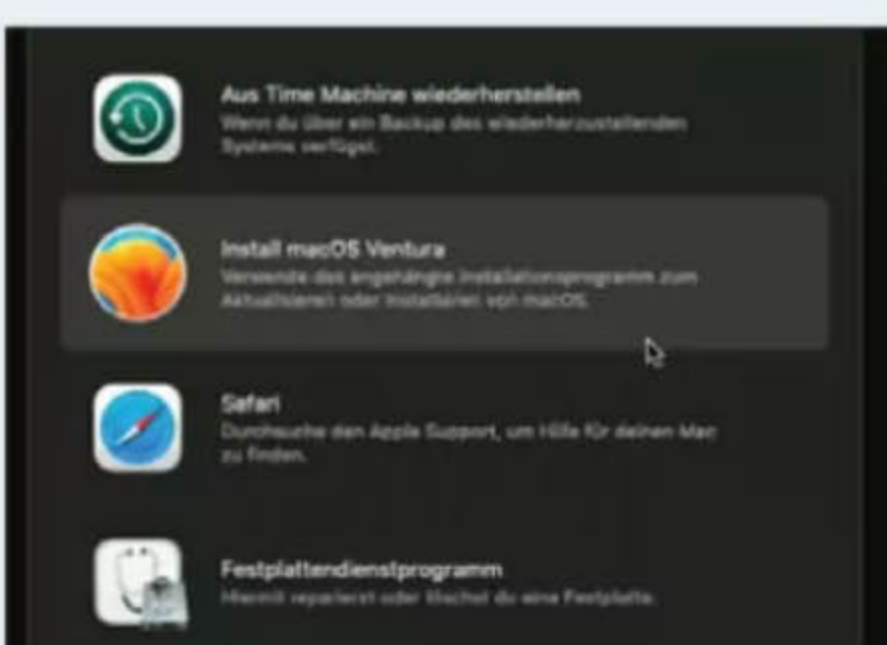 Aus Time Machine wiederherstellen
Wenn du über ein Backup des wiederherzustellenden
Systems verfügst.
Install macOS Ventura
Verwende das angehängte Installationsprogramm zum
Aktualisieren oder Installieren von macOS.
Safari
Durchsuche den Apple Support, um Hilfe für deinen Mac
zu finden.
Festplattendienstprogramm
Hiermit reparierst oder löschst du eine Festplatte.